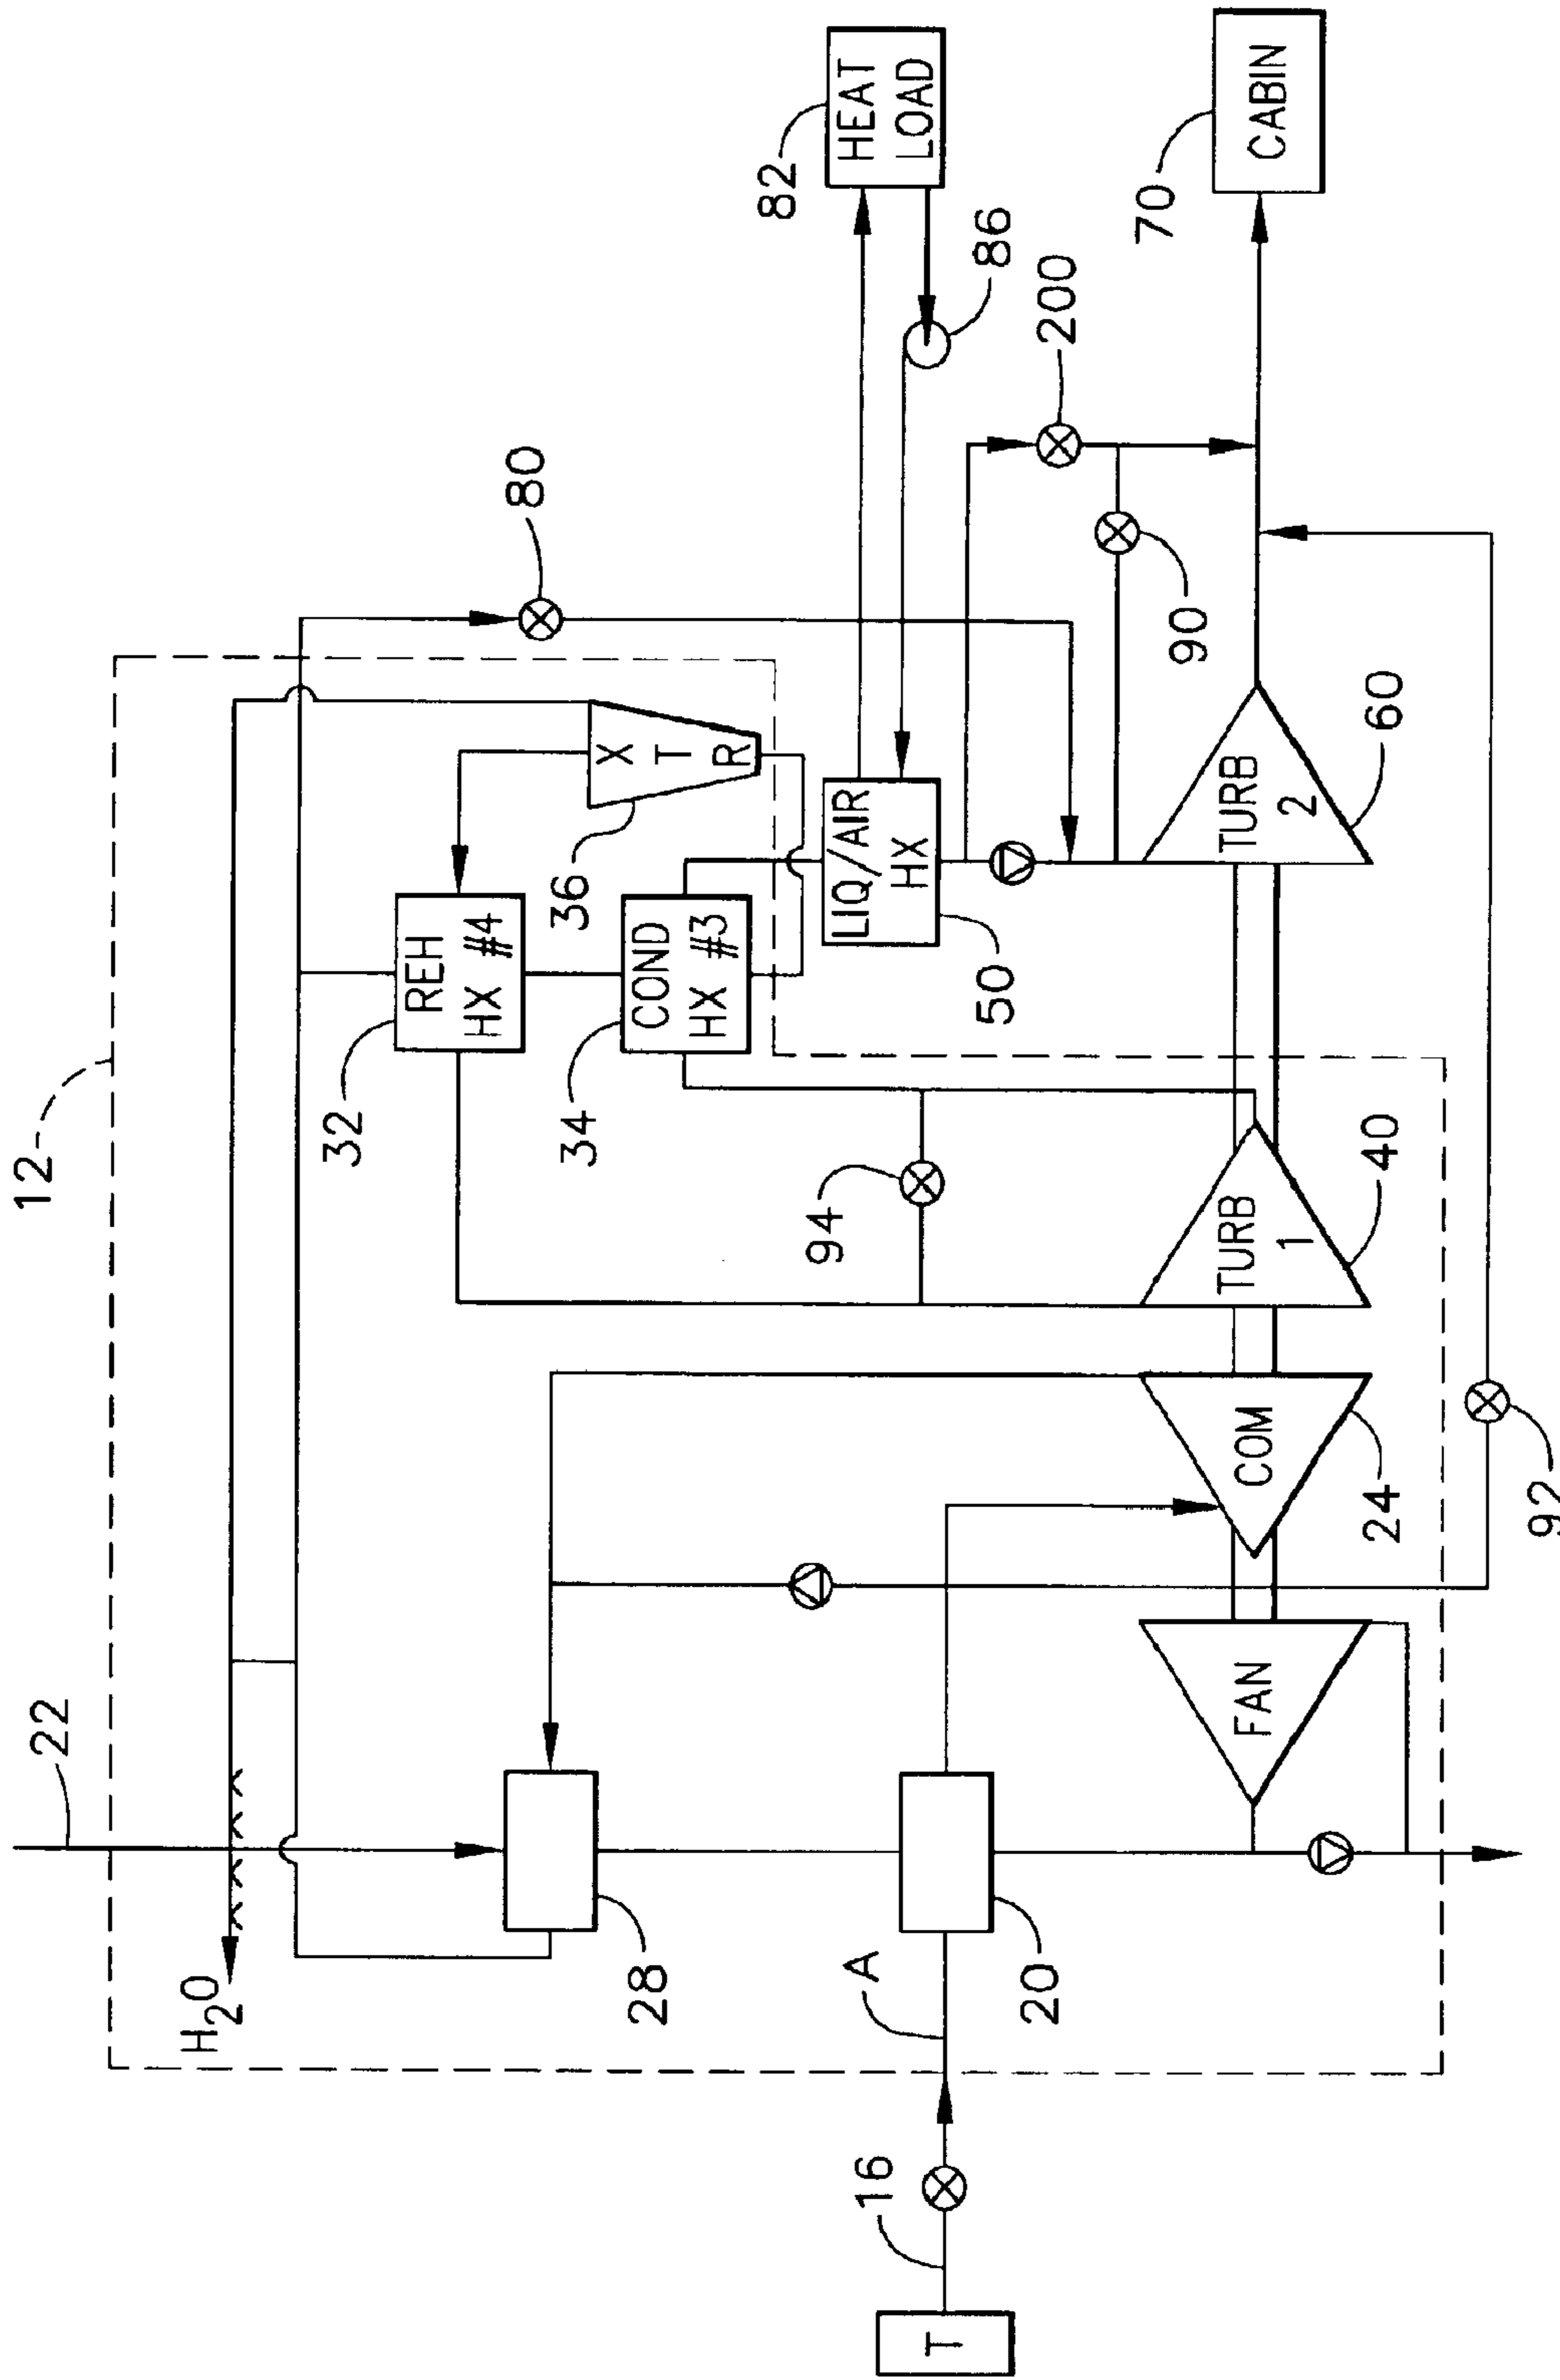 12
22
H2O
80
REH
HX #4
32
X
T
R
36
COND
HX #3
34
82
HEAT
LOAD
86
LIQ/AIR
HX
50
200
28
94
90
70
CABIN
A
16
T
20
FAN
COM
24
TURB
1
40
TURB
2
60
92